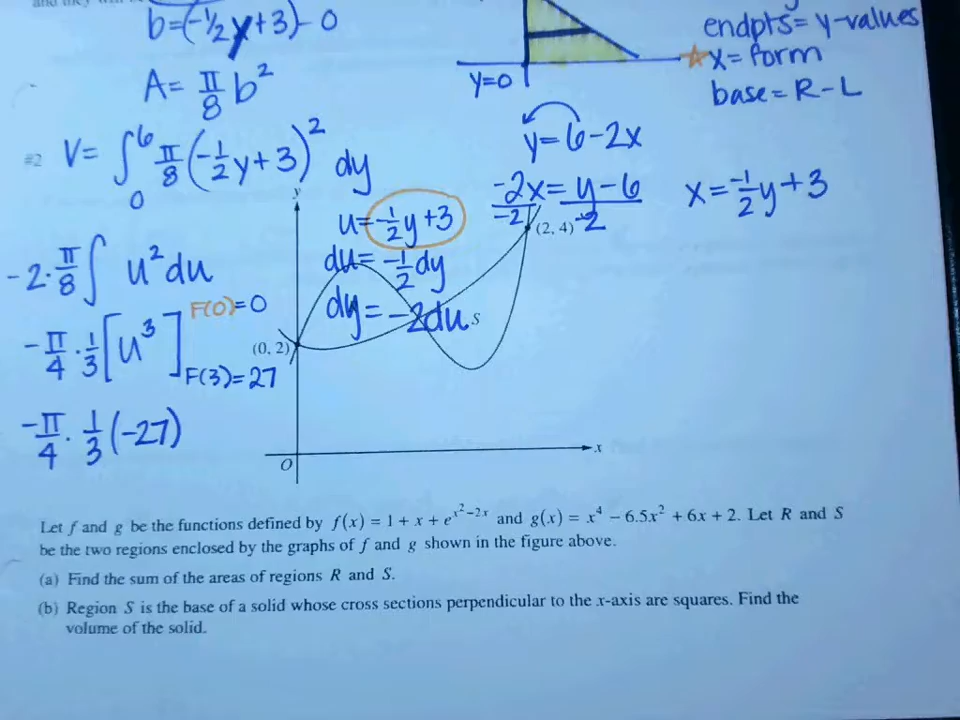 b=(-1/2y+3)-0
A= π/8 b²
y=0
endpts= y-values
☆x= form
base= R-L
#2 V= ∫₀⁶ π/8 (-1/2y+3)² dy
y=6-2x
-2x=y-6
-2 -2
x=-1/2y+3
y
u=-1/2y+3
(2, 4)
-2·π/8∫ u²du
du=-1/2dy
dy=-2du
S
F(0)=0
-π/4·1/3[u³]
(0, 2)
F(3)=27
-π/4·1/3(-27)
O
x
Let f and g be the functions defined by f(x) = 1 + x + e^(x²−2x) and g(x) = x⁴ − 6.5x² + 6x + 2. Let R and S
be the two regions enclosed by the graphs of f and g shown in the figure above.
(a) Find the sum of the areas of regions R and S.
(b) Region S is the base of a solid whose cross sections perpendicular to the x-axis are squares. Find the
volume of the solid.